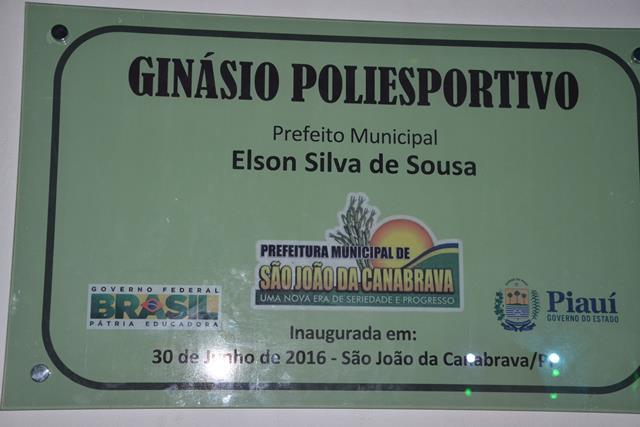 GINÁSIO POLIESPORTIVO
Prefeito Municipal
Elson Silva de Sousa
PREFEITURA MUNICIPAL DE
SÃO JOÃO DA CANABRAVA
UMA NOVA ERA DE SERIEDADE E PROGRESSO
GOVERNO FEDERAL
BRASIL
PÁTRIA EDUCADORA
Piauí
GOVERNO DO ESTADO
Inaugurada em:
30 de Junho de 2016 - São João da Canabrava/PI